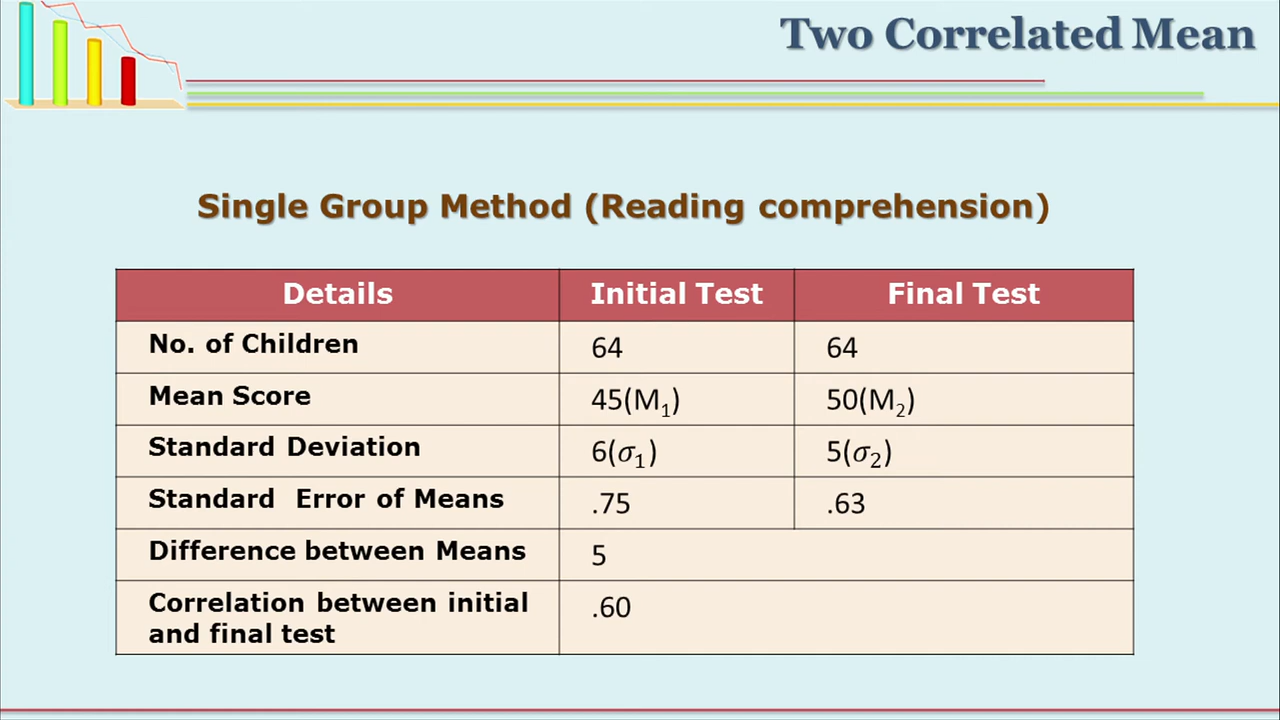 Two Correlated Mean
Single Group Method (Reading comprehension)
Details Initial Test Final Test
No. of Children 64 64
Mean Score 45(M₁) 50(M₂)
Standard Deviation 6(𝜎₁) 5(𝜎₂)
Standard Error of Means .75 .63
Difference between Means 5
Correlation between initial .60
and final test